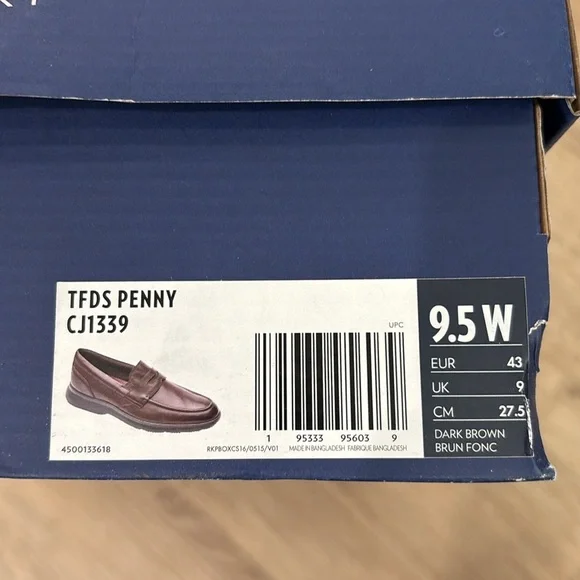 TFDS PENNY
CJ1339
4500133618
UPC
1 95333 95603 9
RKPBOXCS16/0515/V01 MADE IN BANGLADESH FABRIQUE BANGLADESH
9.5 W
EUR 43
UK 9
CM 27.5
DARK BROWN
BRUN FONC